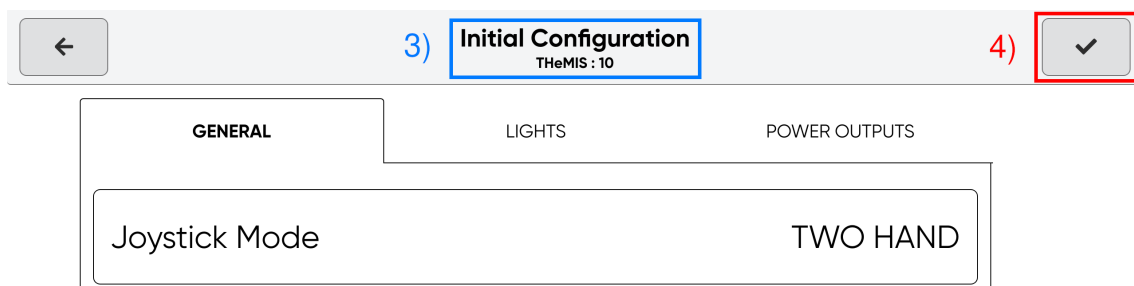 3)
Initial Configuration
THeMIS : 10
4)
GENERAL
LIGHTS
POWER OUTPUTS
Joystick Mode
TWO HAND